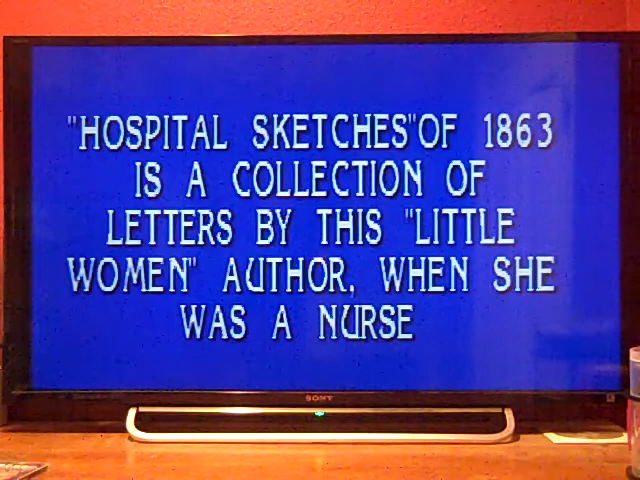 "HOSPITAL SKETCHES"OF 1863
IS A COLLECTION OF
LETTERS BY THIS "LITTLE
WOMEN" AUTHOR, WHEN SHE
WAS A NURSE
SONY